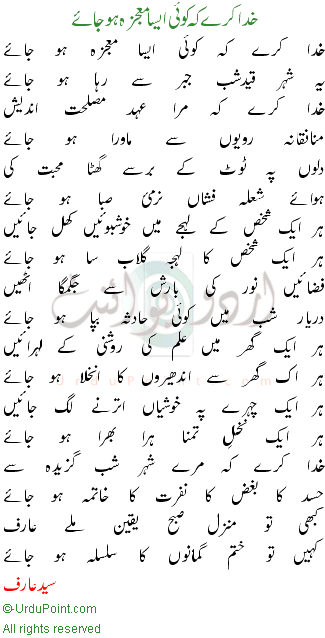 خدا کرے کہ کوئی ایسا معجزہ ہو جائے
خدا کرے کہ کوئی ایسا معجزہ ہو جائے
یہ شہر قیدشب جبر سے رہا ہو جائے
خدا کرے کہ مرا عہد مصلحت اندیش
منافقانہ رویوں سے ماورا ہو جائے
دلوں پہ ٹوٹ کے برسے گھٹا محبت کی
ہوائے شعلہ فشاں نرمئ صبا ہو جائے
ہر ایک شخص کے لہجے میں خوشبوئیں کھل جائیں
ہر ایک شخص کا لہجہ گلاب سا ہو جائے
فضائیں نور کی بارش سے جگمگا اٹھیں
دریار شب میں کوئی حادثہ بپا ہو جائے
ہر ایک گھر میں علم کی روشنی کے لہرائیں
ہر اک گھر سے اندھیروں کا انخلا ہو جائے
ہر ایک چہرے پہ خوشیاں اترنے لگ جائیں
ہر ایک نخل تمنا ہرا بھرا ہو جائے
خدا کرے کہ مرے شہر شب گزیدہ سے
حسد کا بغض کا نفرت کا خاتمہ ہو جائے
کبھی تو منزل صبح یقین ملے عارف
کہیں تو ختم گمانوں کا سلسلہ ہو جائے
سید عارف
©-UrduPoint.com
All rights reserved
اردو پوائنٹ